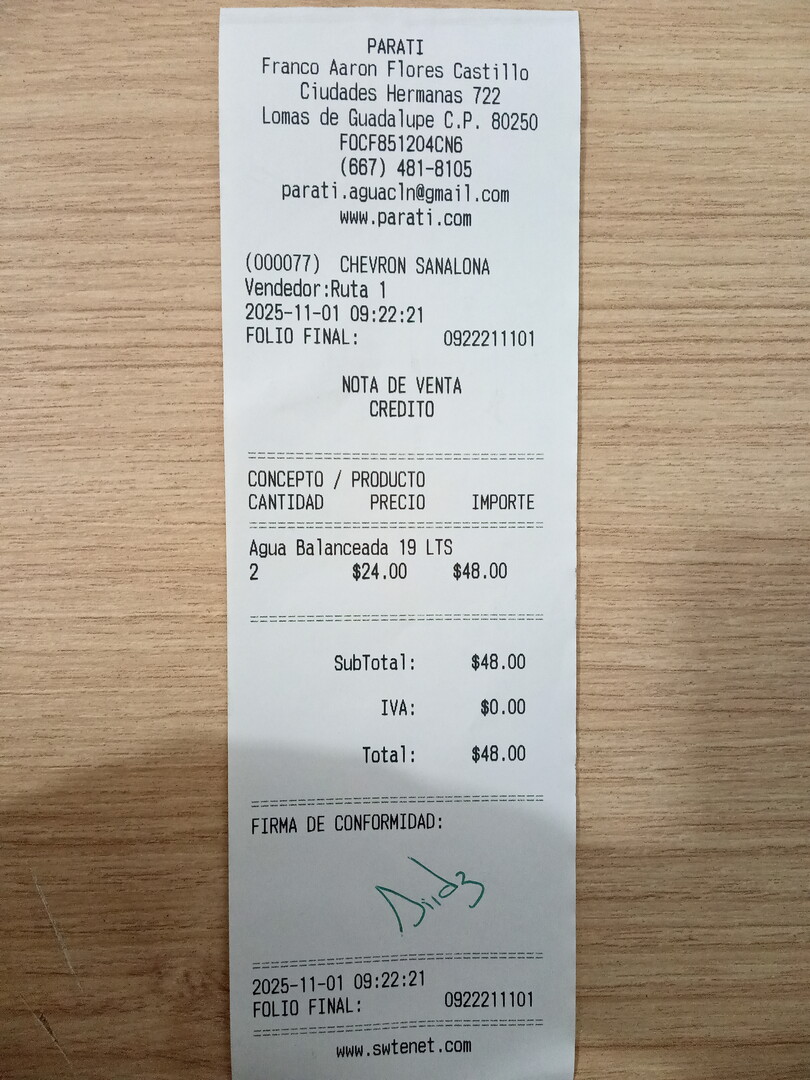 PARATI
Franco Aaron Flores Castillo
Ciudades Hermanas 722
Lomas de Guadalupe C.P. 80250
FOCF851204CN6
(667) 481-8105
parati.aguacln@gmail.com
www.parati.com
(000077) CHEVRON SANALONA
Vendedor:Ruta 1
2025-11-01 09:22:21
FOLIO FINAL: 0922211101
NOTA DE VENTA
CREDITO
CONCEPTO / PRODUCTO
CANTIDAD PRECIO IMPORTE
Agua Balanceada 19 LTS
2 $24.00 $48.00
SubTotal: $48.00
IVA: $0.00
Total: $48.00
FIRMA DE CONFORMIDAD:
2025-11-01 09:22:21
FOLIO FINAL: 0922211101
www.swtenet.com